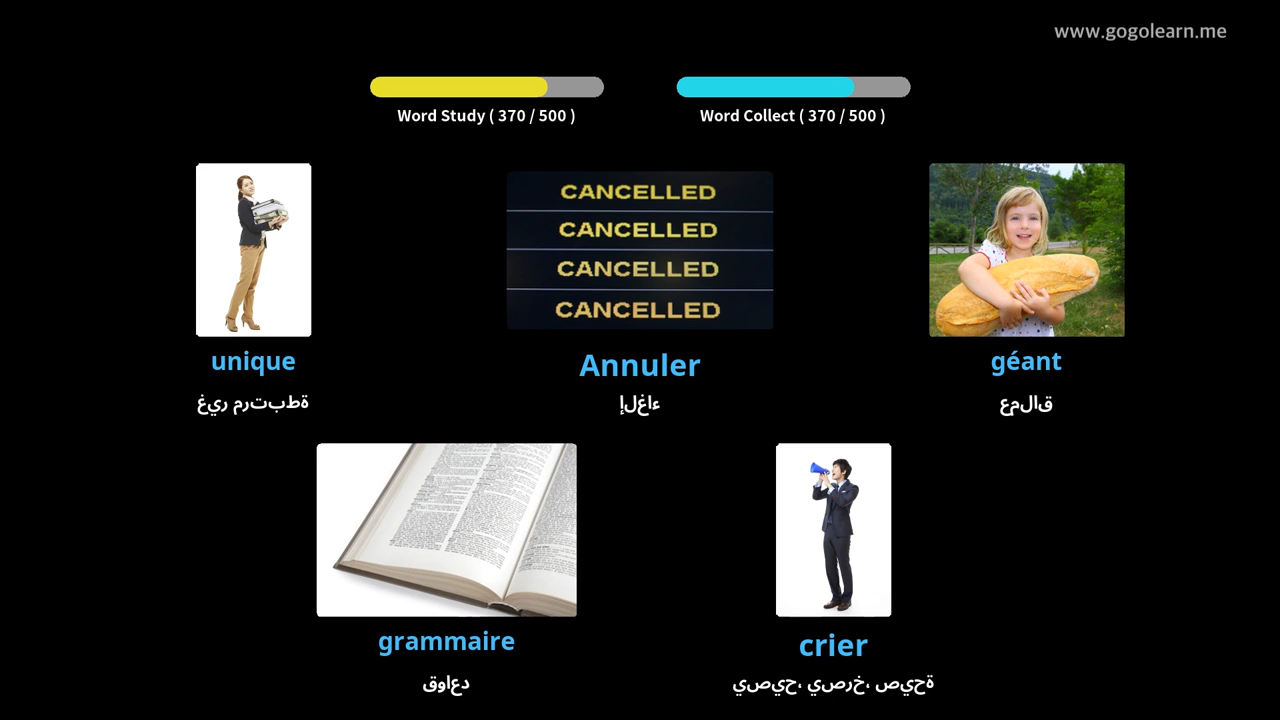 www.gogolearn.me
Word Study ( 370 / 500 )
Word Collect ( 370 / 500 )
CANCELLED
CANCELLED
CANCELLED
CANCELLED
unique
Annuler
géant
غير مرتبطة
إلغاء
عملاق
grammaire
crier
قواعد
يصيح، يصرخ، صيحة